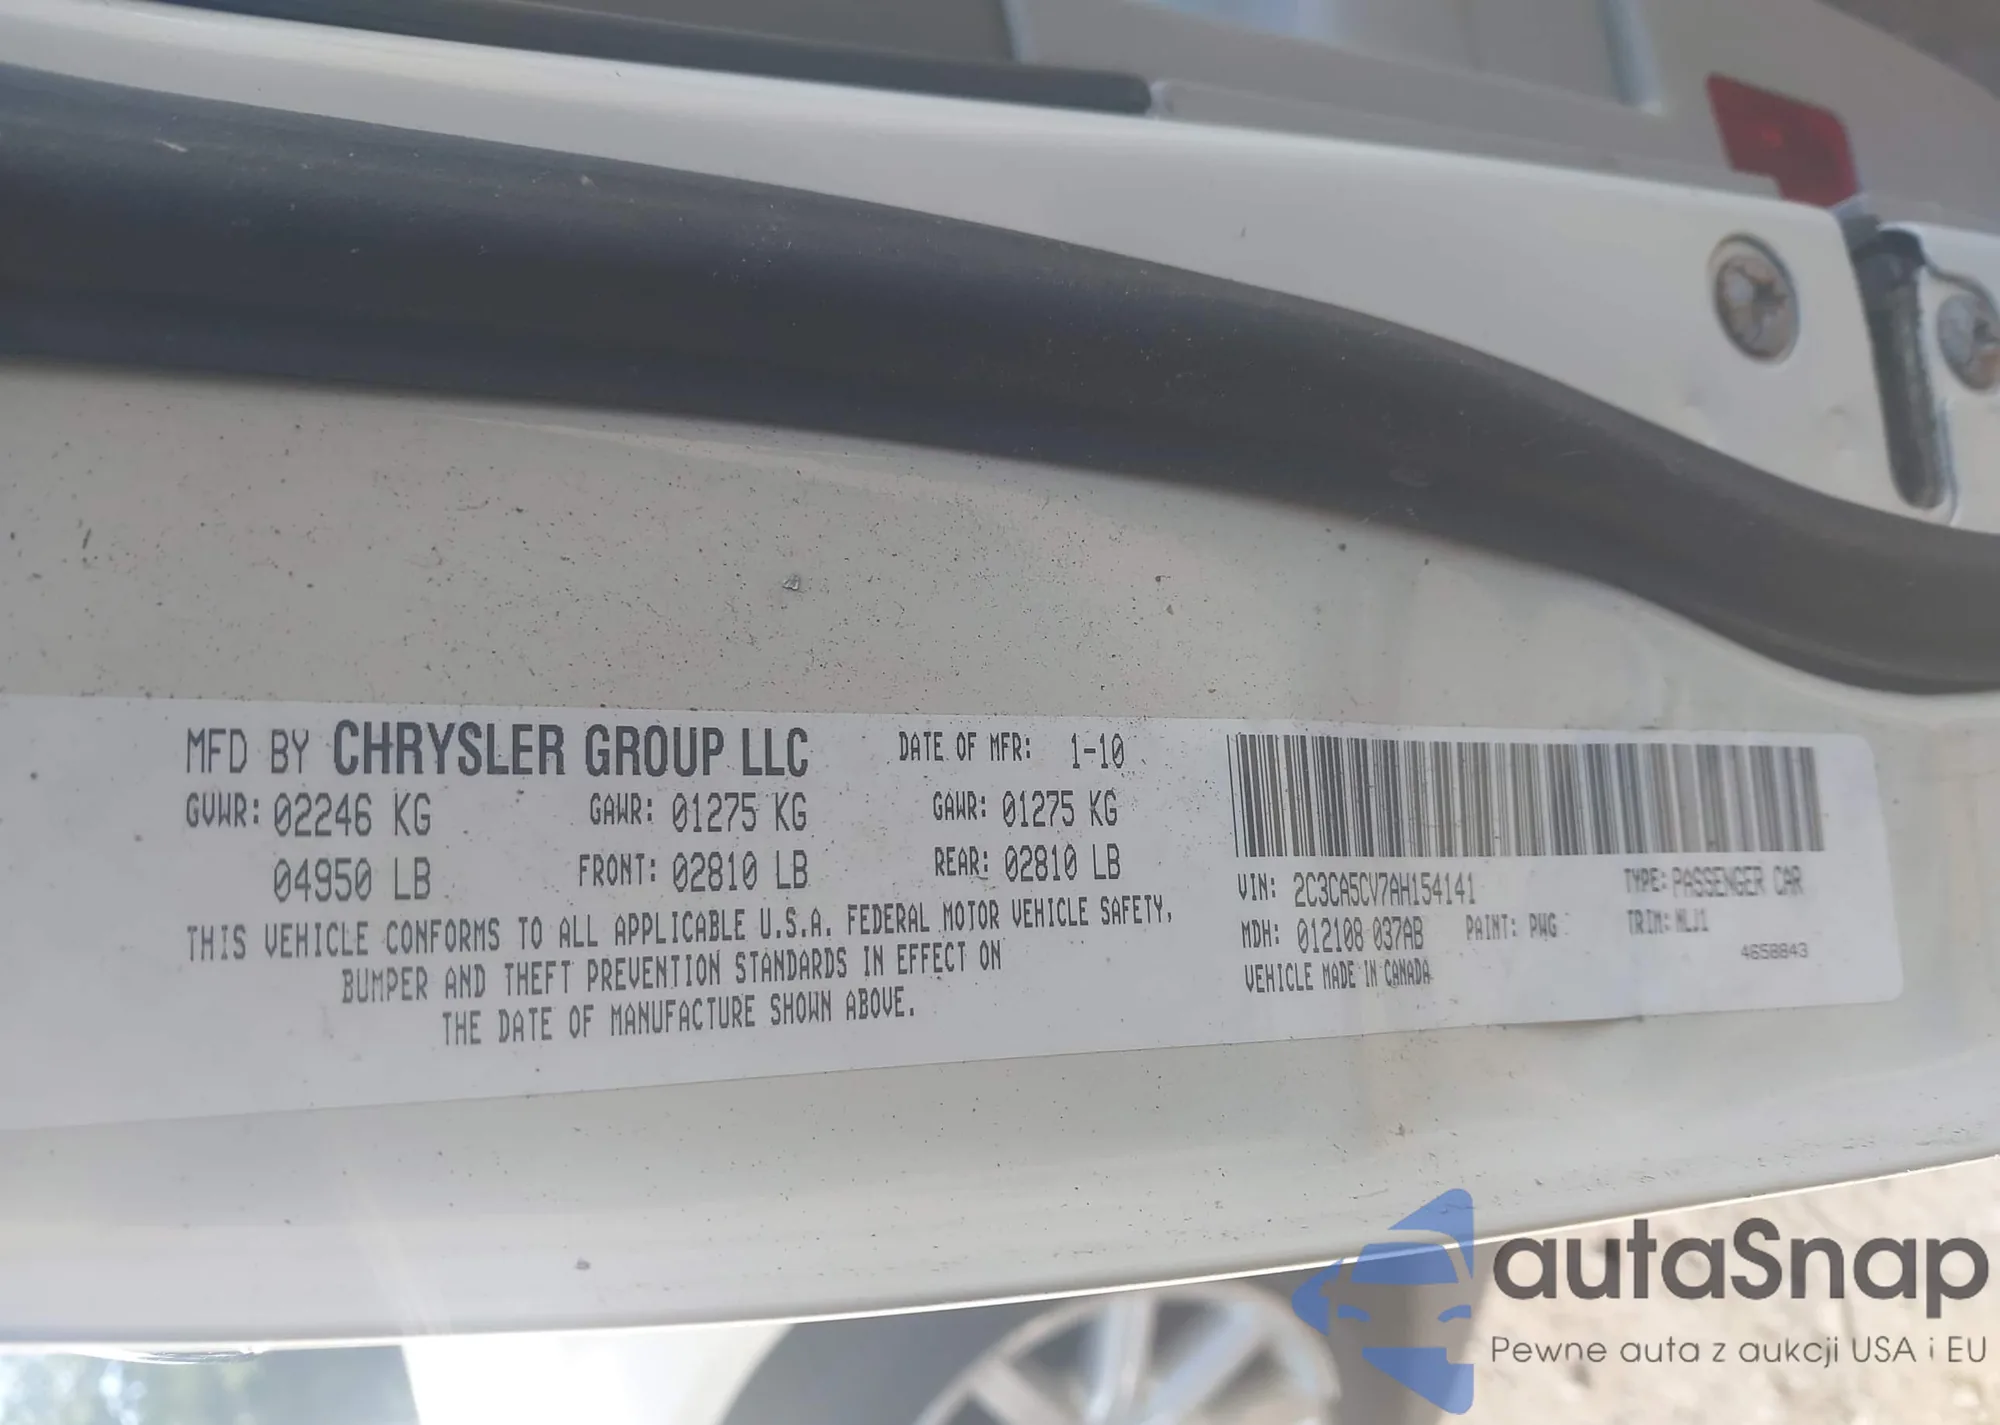 MFD BY CHRYSLER GROUP LLC DATE OF MFR: 1-10
GVWR: 02246 KG GAWR: 01275 KG GAWR: 01275 KG
04950 LB FRONT: 02810 LB REAR: 02810 LB
THIS VEHICLE CONFORMS TO ALL APPLICABLE U.S.A. FEDERAL MOTOR VEHICLE SAFETY,
BUMPER AND THEFT PREVENTION STANDARDS IN EFFECT ON
THE DATE OF MANUFACTURE SHOWN ABOVE.
VIN: 2C3CA5CV7AH154141 TYPE: PASSENGER CAR
MDH: 012108 037AB PAINT: PWG TRIM: MLJ1
VEHICLE MADE IN CANADA 4658843
autaSnap
Pewne auta z aukcji USA i EU